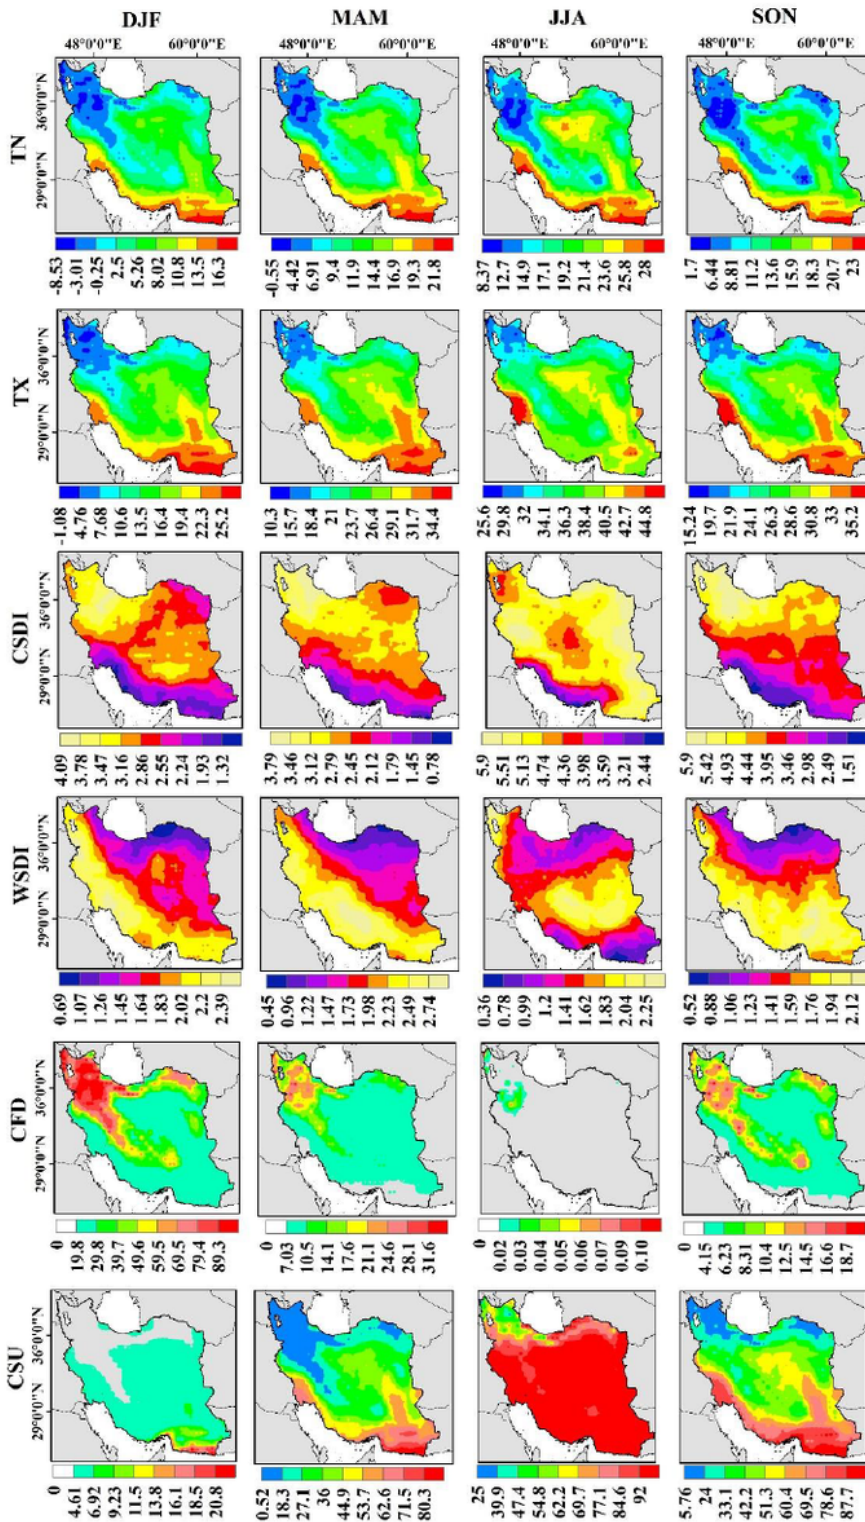 DJF
MAM
JJA
SON
48°0'0"E 60°0'0"E
48°0'0"E 60°0'0"E
48°0'0"E 60°0'0"E
48°0'0"E 60°0'0"E
TN
36°0'0"N
29°0'0"N
-8.53 -3.01 -0.25 2.5 5.26 8.02 10.8 13.5 16.3
-0.55 4.42 6.91 9.4 11.9 14.4 16.9 19.3 21.8
8.37 12.7 14.9 17.1 19.2 21.4 23.6 25.8 28
1.7 6.44 8.81 11.2 13.6 15.9 18.3 20.7 23
TX
36°0'0"N
29°0'0"N
-1.08 4.76 7.68 10.6 13.5 16.4 19.4 22.3 25.2
10.3 15.7 18.4 21 23.7 26.4 29.1 31.7 34.4
25.6 29.8 32 34.1 36.3 38.4 40.5 42.7 44.8
15.24 19.7 21.9 24.1 26.3 28.6 30.8 33 35.2
CSDI
36°0'0"N
29°0'0"N
4.09 3.78 3.47 3.16 2.86 2.55 2.24 1.93 1.32
3.79 3.46 3.12 2.79 2.45 2.12 1.79 1.45 0.78
5.9 5.51 5.13 4.74 4.36 3.98 3.59 3.21 2.44
5.9 5.42 4.93 4.44 3.95 3.46 2.98 2.49 1.51
WSDI
36°0'0"N
29°0'0"N
0.69 1.07 1.26 1.45 1.64 1.83 2.02 2.2 2.39
0.45 0.96 1.22 1.47 1.73 1.98 2.23 2.49 2.74
0.36 0.78 0.99 1.2 1.41 1.62 1.83 2.04 2.25
0.52 0.88 1.06 1.23 1.41 1.59 1.76 1.94 2.12
CFD
36°0'0"N
29°0'0"N
0 19.8 29.8 39.7 49.6 59.5 69.5 79.4 89.3
0 7.03 10.5 14.1 17.6 21.1 24.6 28.1 31.6
0 0.02 0.03 0.04 0.05 0.06 0.07 0.09 0.10
0 4.15 6.23 8.31 10.4 12.5 14.5 16.6 18.7
CSU
36°0'0"N
29°0'0"N
0 4.61 6.92 9.23 11.5 13.8 16.1 18.5 20.8
0.52 18.3 27.1 36 44.9 53.7 62.6 71.5 80.3
25 39.9 47.4 54.8 62.2 69.7 77.1 84.6 92
5.76 24 33.1 42.2 51.3 60.4 69.5 78.6 87.7